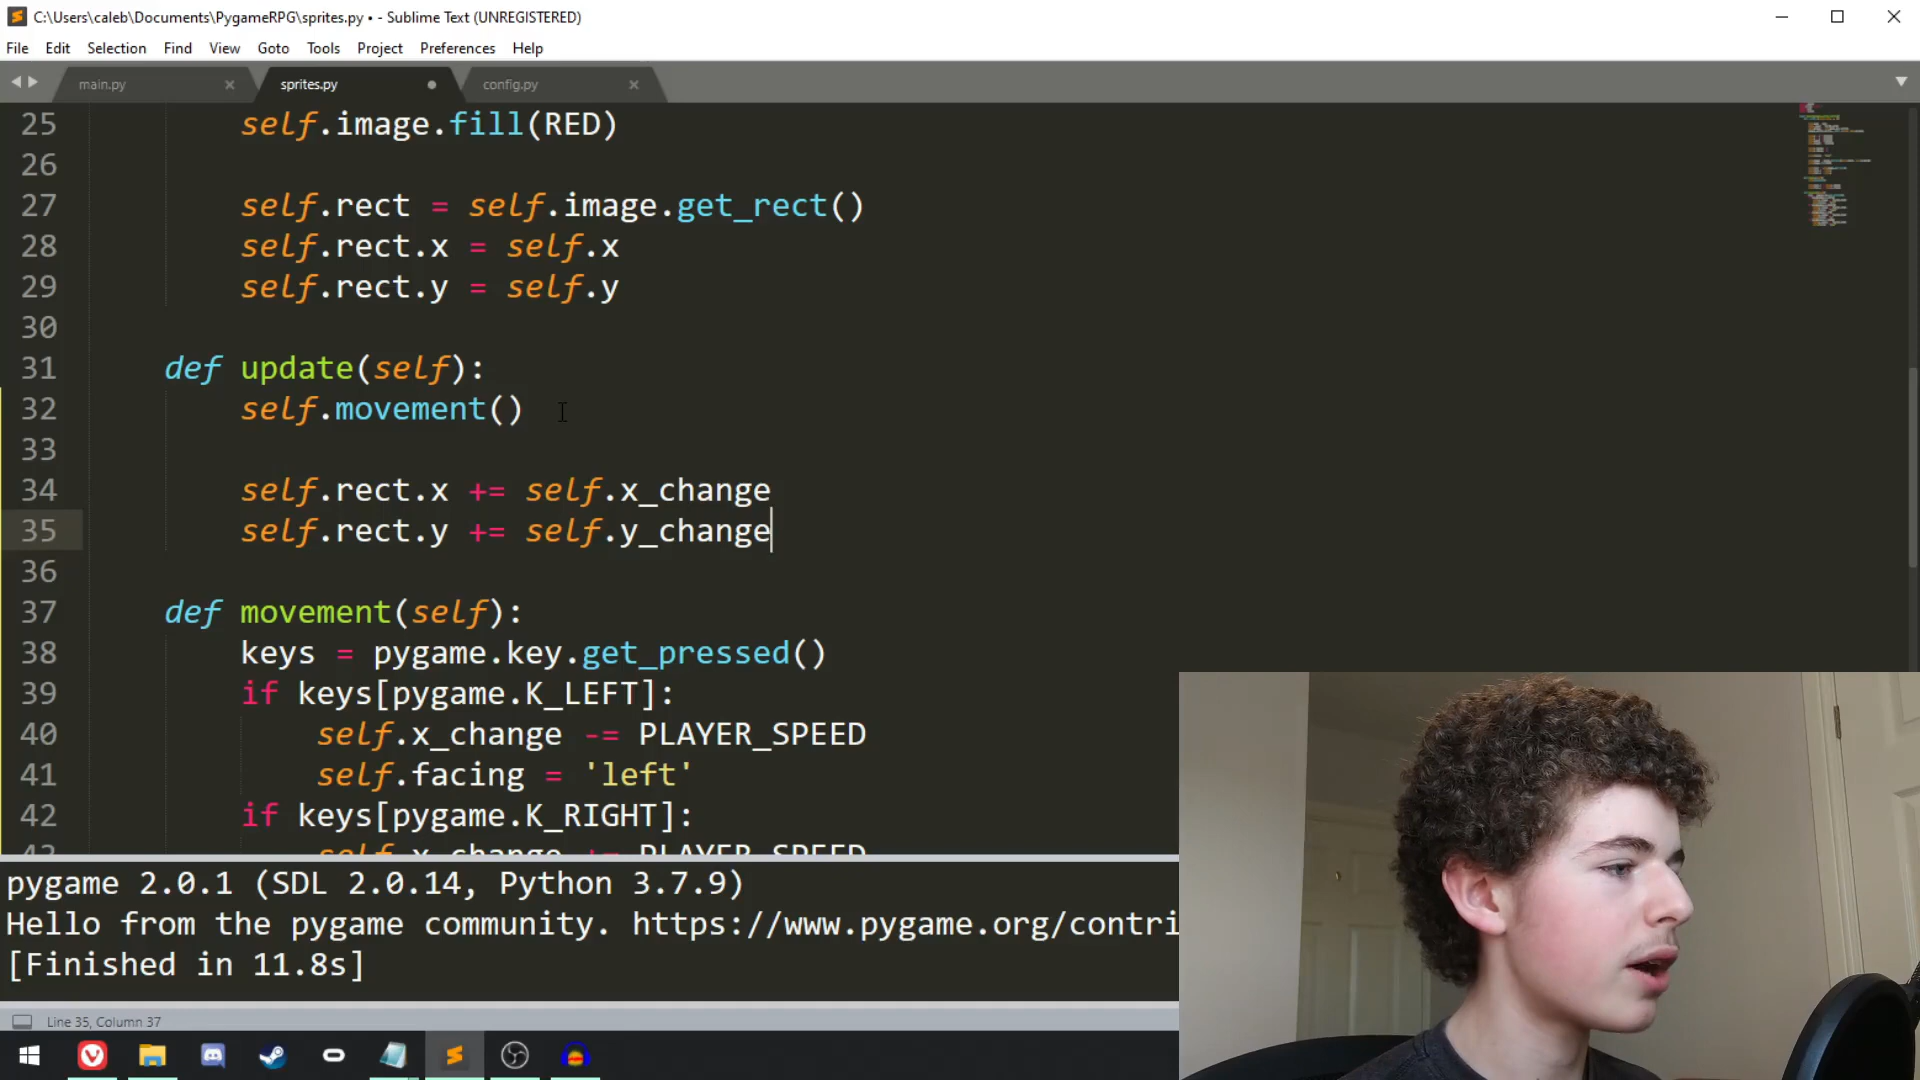 C:\Users\caleb\Documents\PygameRPG\sprites.py • - Sublime Text (UNREGISTERED)
File Edit Selection Find View Goto Tools Project Preferences Help
main.py sprites.py config.py
25 self.image.fill(RED)
26
27 self.rect = self.image.get_rect()
28 self.rect.x = self.x
29 self.rect.y = self.y
30
31 def update(self):
32 self.movement()
33
34 self.rect.x += self.x_change
35 self.rect.y += self.y_change
36
37 def movement(self):
38 keys = pygame.key.get_pressed()
39 if keys[pygame.K_LEFT]:
40 self.x_change -= PLAYER_SPEED
41 self.facing = 'left'
42 if keys[pygame.K_RIGHT]:
43 self.x_change += PLAYER_SPEED
pygame 2.0.1 (SDL 2.0.14, Python 3.7.9)
Hello from the pygame community. https://www.pygame.org/contri
[Finished in 11.8s]
Line 35, Column 37